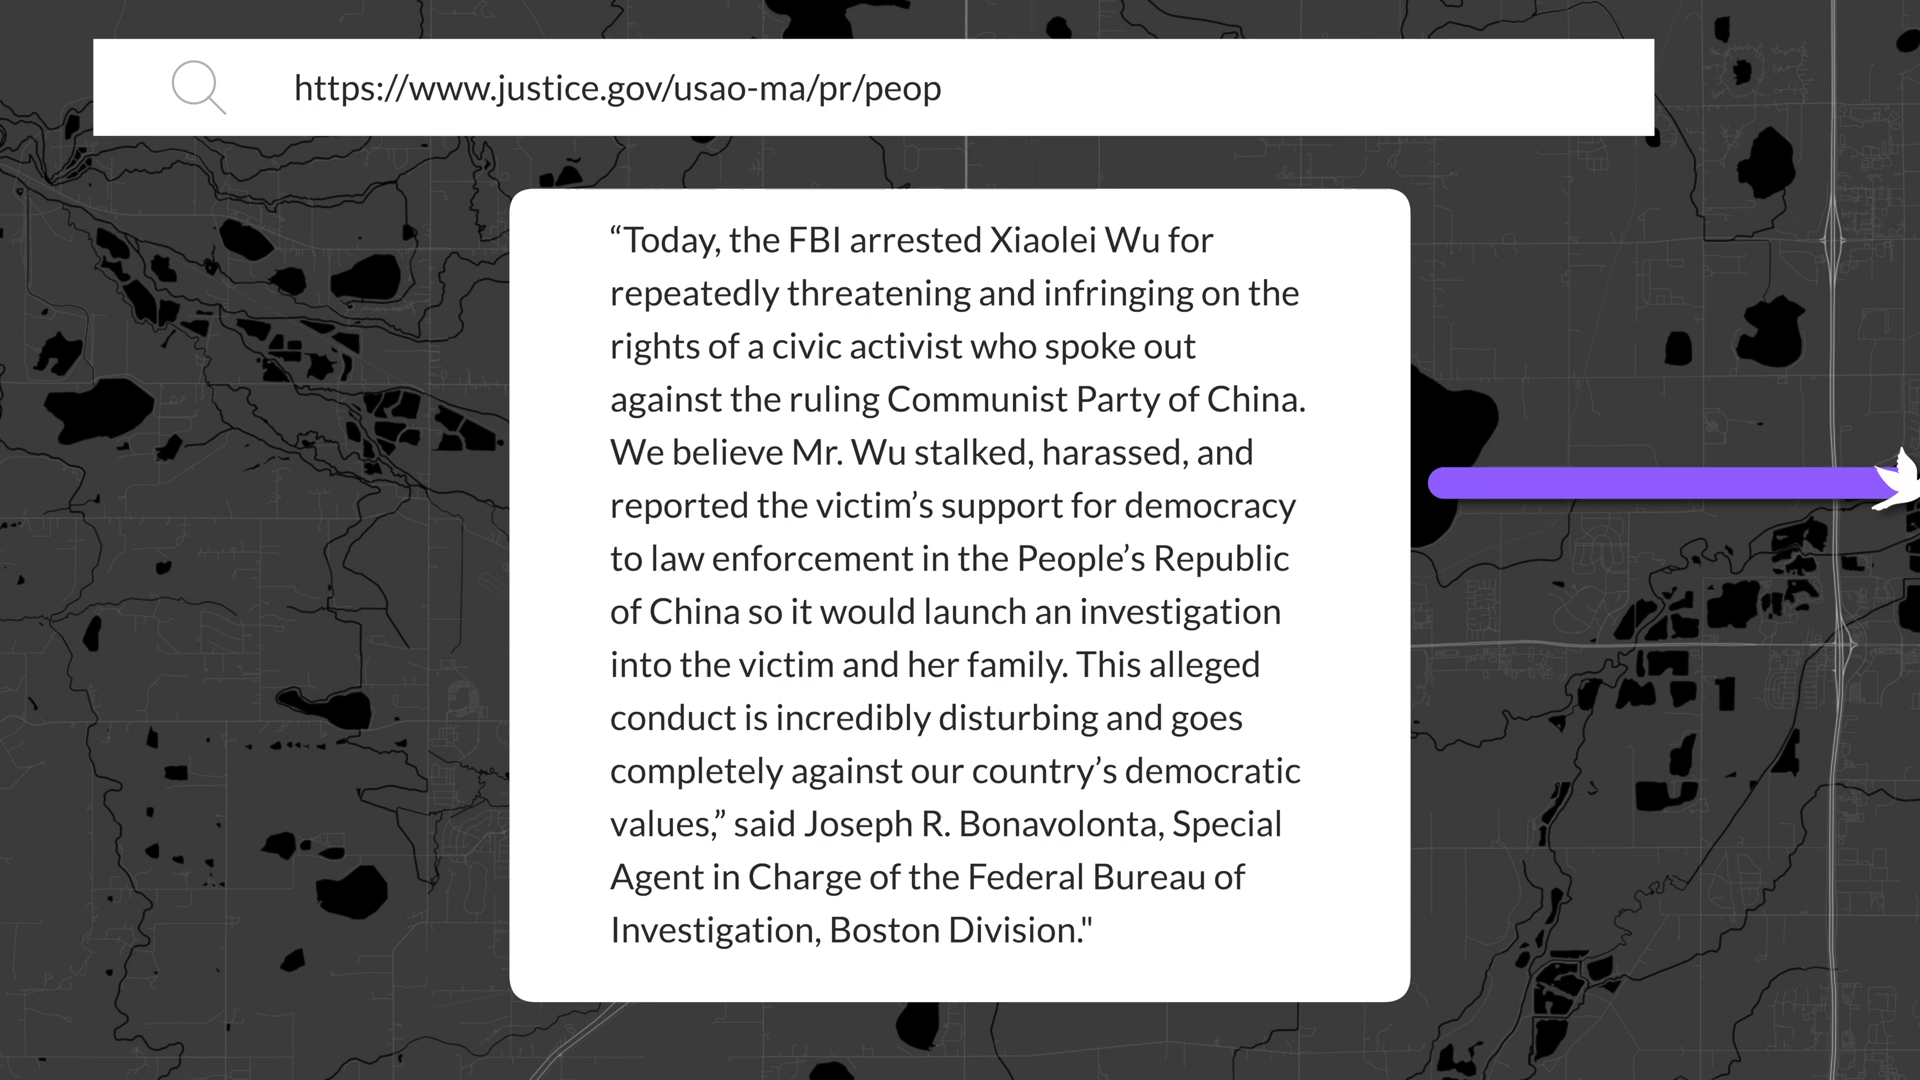 https://www.justice.gov/usao-ma/pr/peop
“Today, the FBI arrested Xiaolei Wu for
repeatedly threatening and infringing on the
rights of a civic activist who spoke out
against the ruling Communist Party of China.
We believe Mr. Wu stalked, harassed, and
reported the victim’s support for democracy
to law enforcement in the People’s Republic
of China so it would launch an investigation
into the victim and her family. This alleged
conduct is incredibly disturbing and goes
completely against our country’s democratic
values,” said Joseph R. Bonavolonta, Special
Agent in Charge of the Federal Bureau of
Investigation, Boston Division."